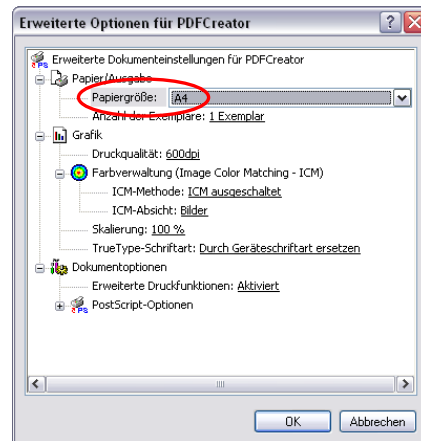 Erweiterte Optionen für PDFCreator
Erweiterte Dokumenteinstellungen für PDFCreator
Papier/Ausgabe
Papiergröße: A4
Anzahl der Exemplare: 1 Exemplar
Grafik
Druckqualität: 600dpi
Farbverwaltung (Image Color Matching - ICM)
ICM-Methode: ICM ausgeschaltet
ICM-Absicht: Bilder
Skalierung: 100 %
TrueType-Schriftart: Durch Geräteschriftart ersetzen
Dokumentoptionen
Erweiterte Druckfunktionen: Aktiviert
PostScript-Optionen
OK Abbrechen